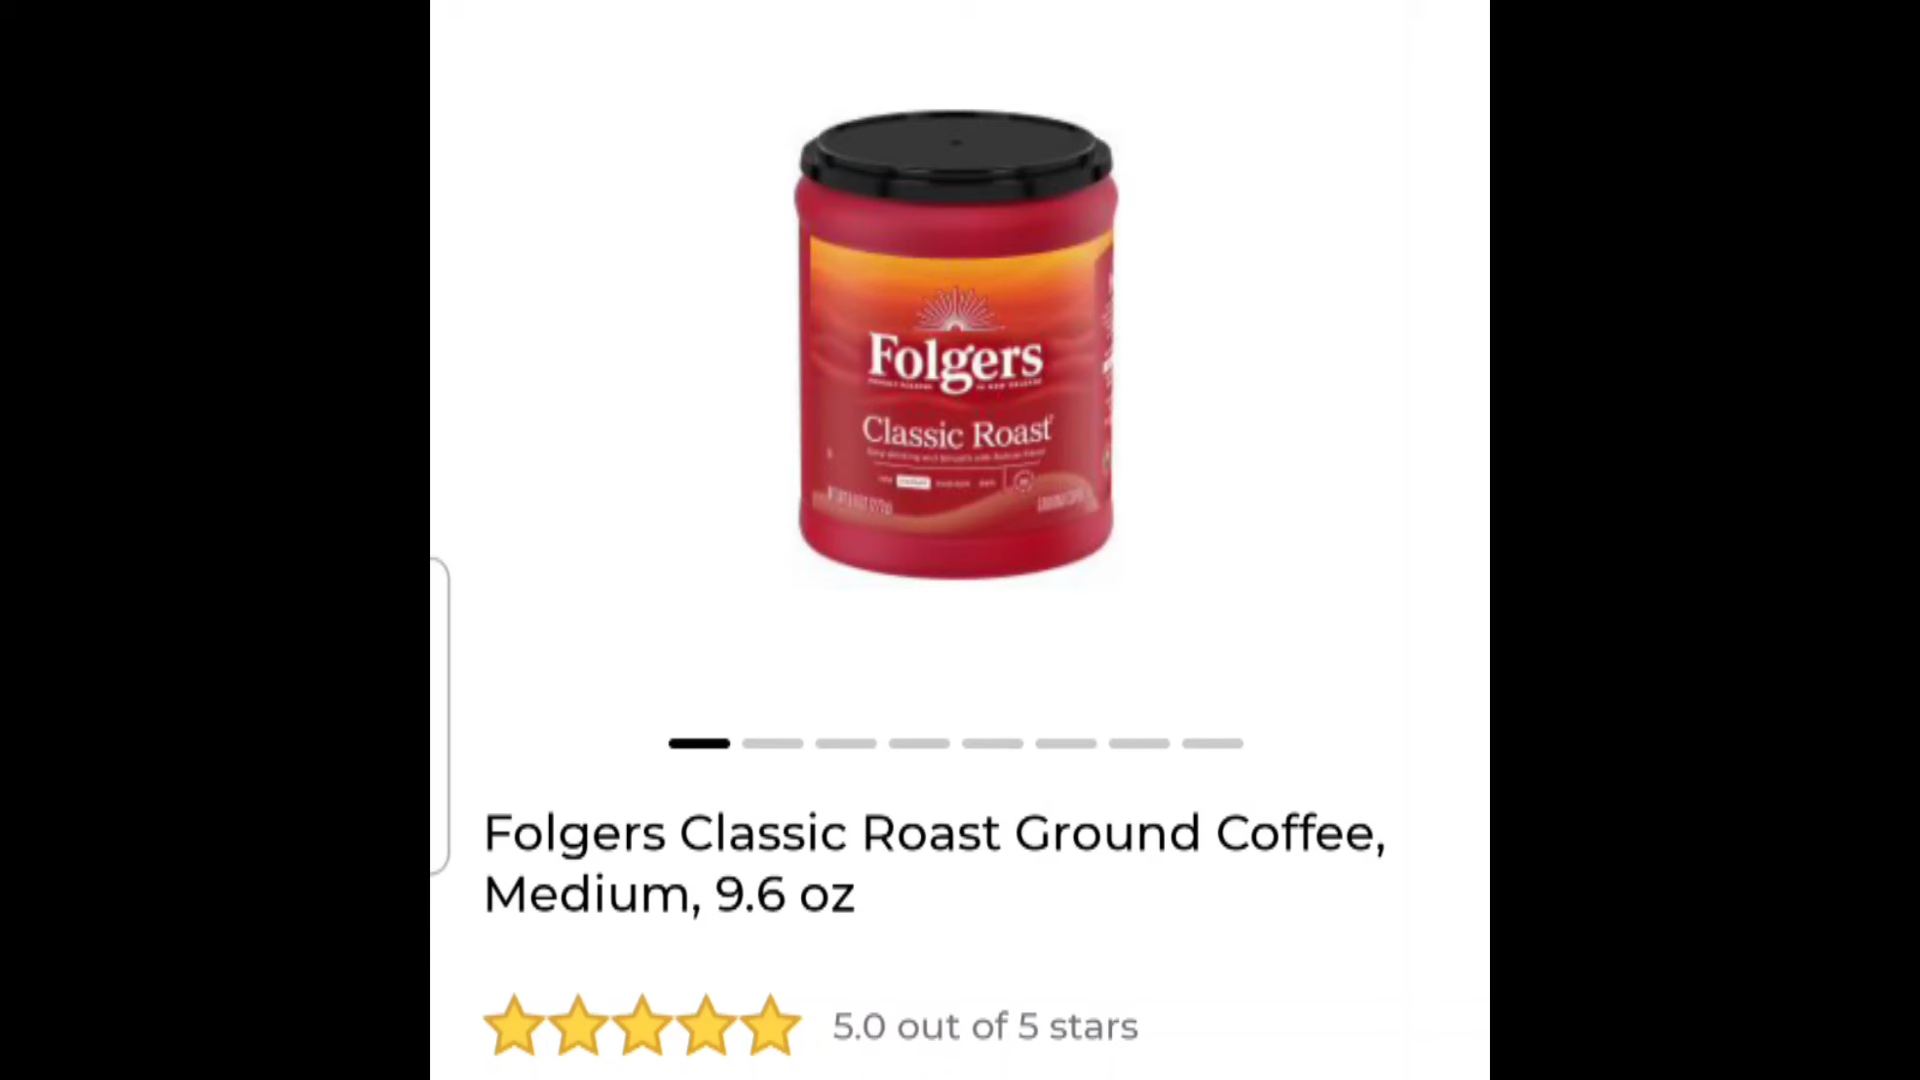 Folgers
Classic Roast
Folgers Classic Roast Ground Coffee,
Medium, 9.6 oz
5.0 out of 5 stars